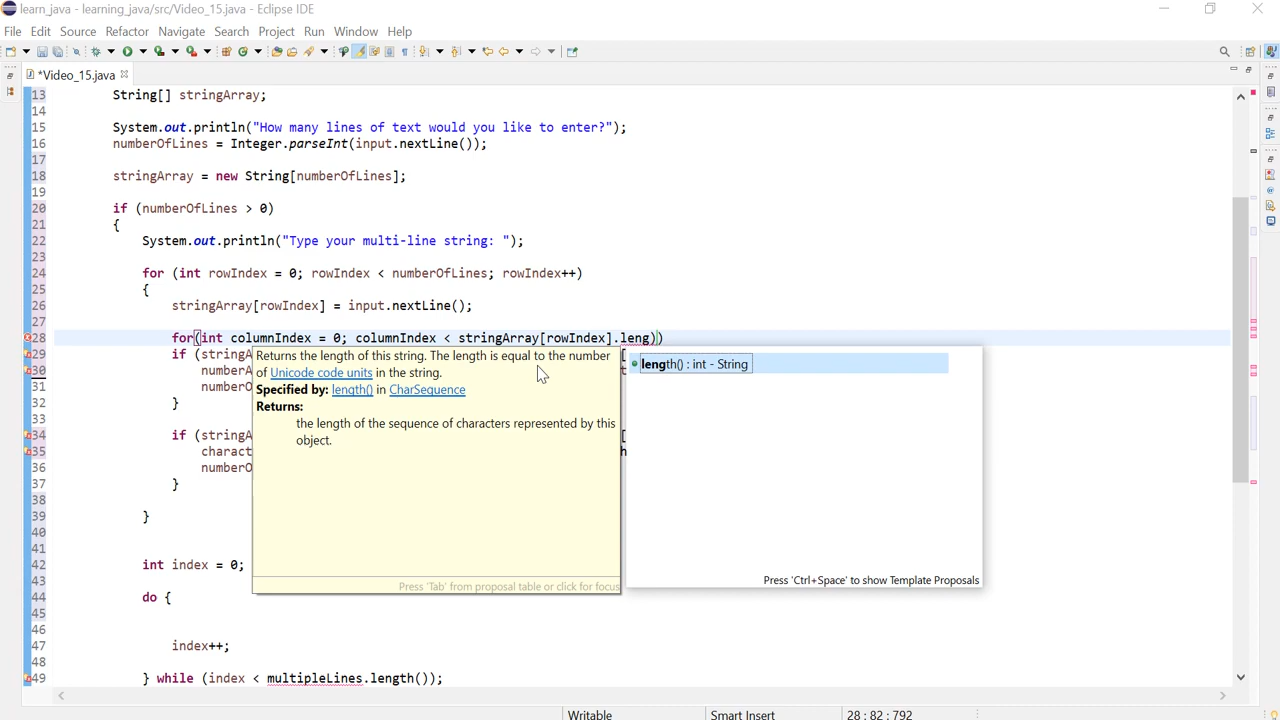 learn_java - learning_java/src/Video_15.java - Eclipse IDE
File Edit Source Refactor Navigate Search Project Run Window Help
*Video_15.java
13 String[] stringArray;
14
15 System.out.println("How many lines of text would you like to enter?");
16 numberOfLines = Integer.parseInt(input.nextLine());
17
18 stringArray = new String[numberOfLines];
19
20 if (numberOfLines > 0)
21 {
22 System.out.println("Type your multi-line string: ");
23
24 for (int rowIndex = 0; rowIndex < numberOfLines; rowIndex++)
25 {
26 stringArray[rowIndex] = input.nextLine();
27
28 for(int columnIndex = 0; columnIndex < stringArray[rowIndex].leng))
29 if (stringA
30 numberA
31 numberO
32 }
33
34 if (stringA
35 charact
36 numberO
37 }
38
39 }
40
41
42 int index = 0;
43
44 do {
45
46
47 index++;
48
49 } while (index < multipleLines.length());
Returns the length of this string. The length is equal to the number
of Unicode code units in the string.
Specified by: length() in CharSequence
Returns:
the length of the sequence of characters represented by this
object.
Press 'Tab' from proposal table or click for focus
length() : int - String
Press 'Ctrl+Space' to show Template Proposals
Writable Smart Insert 28 : 82 : 792